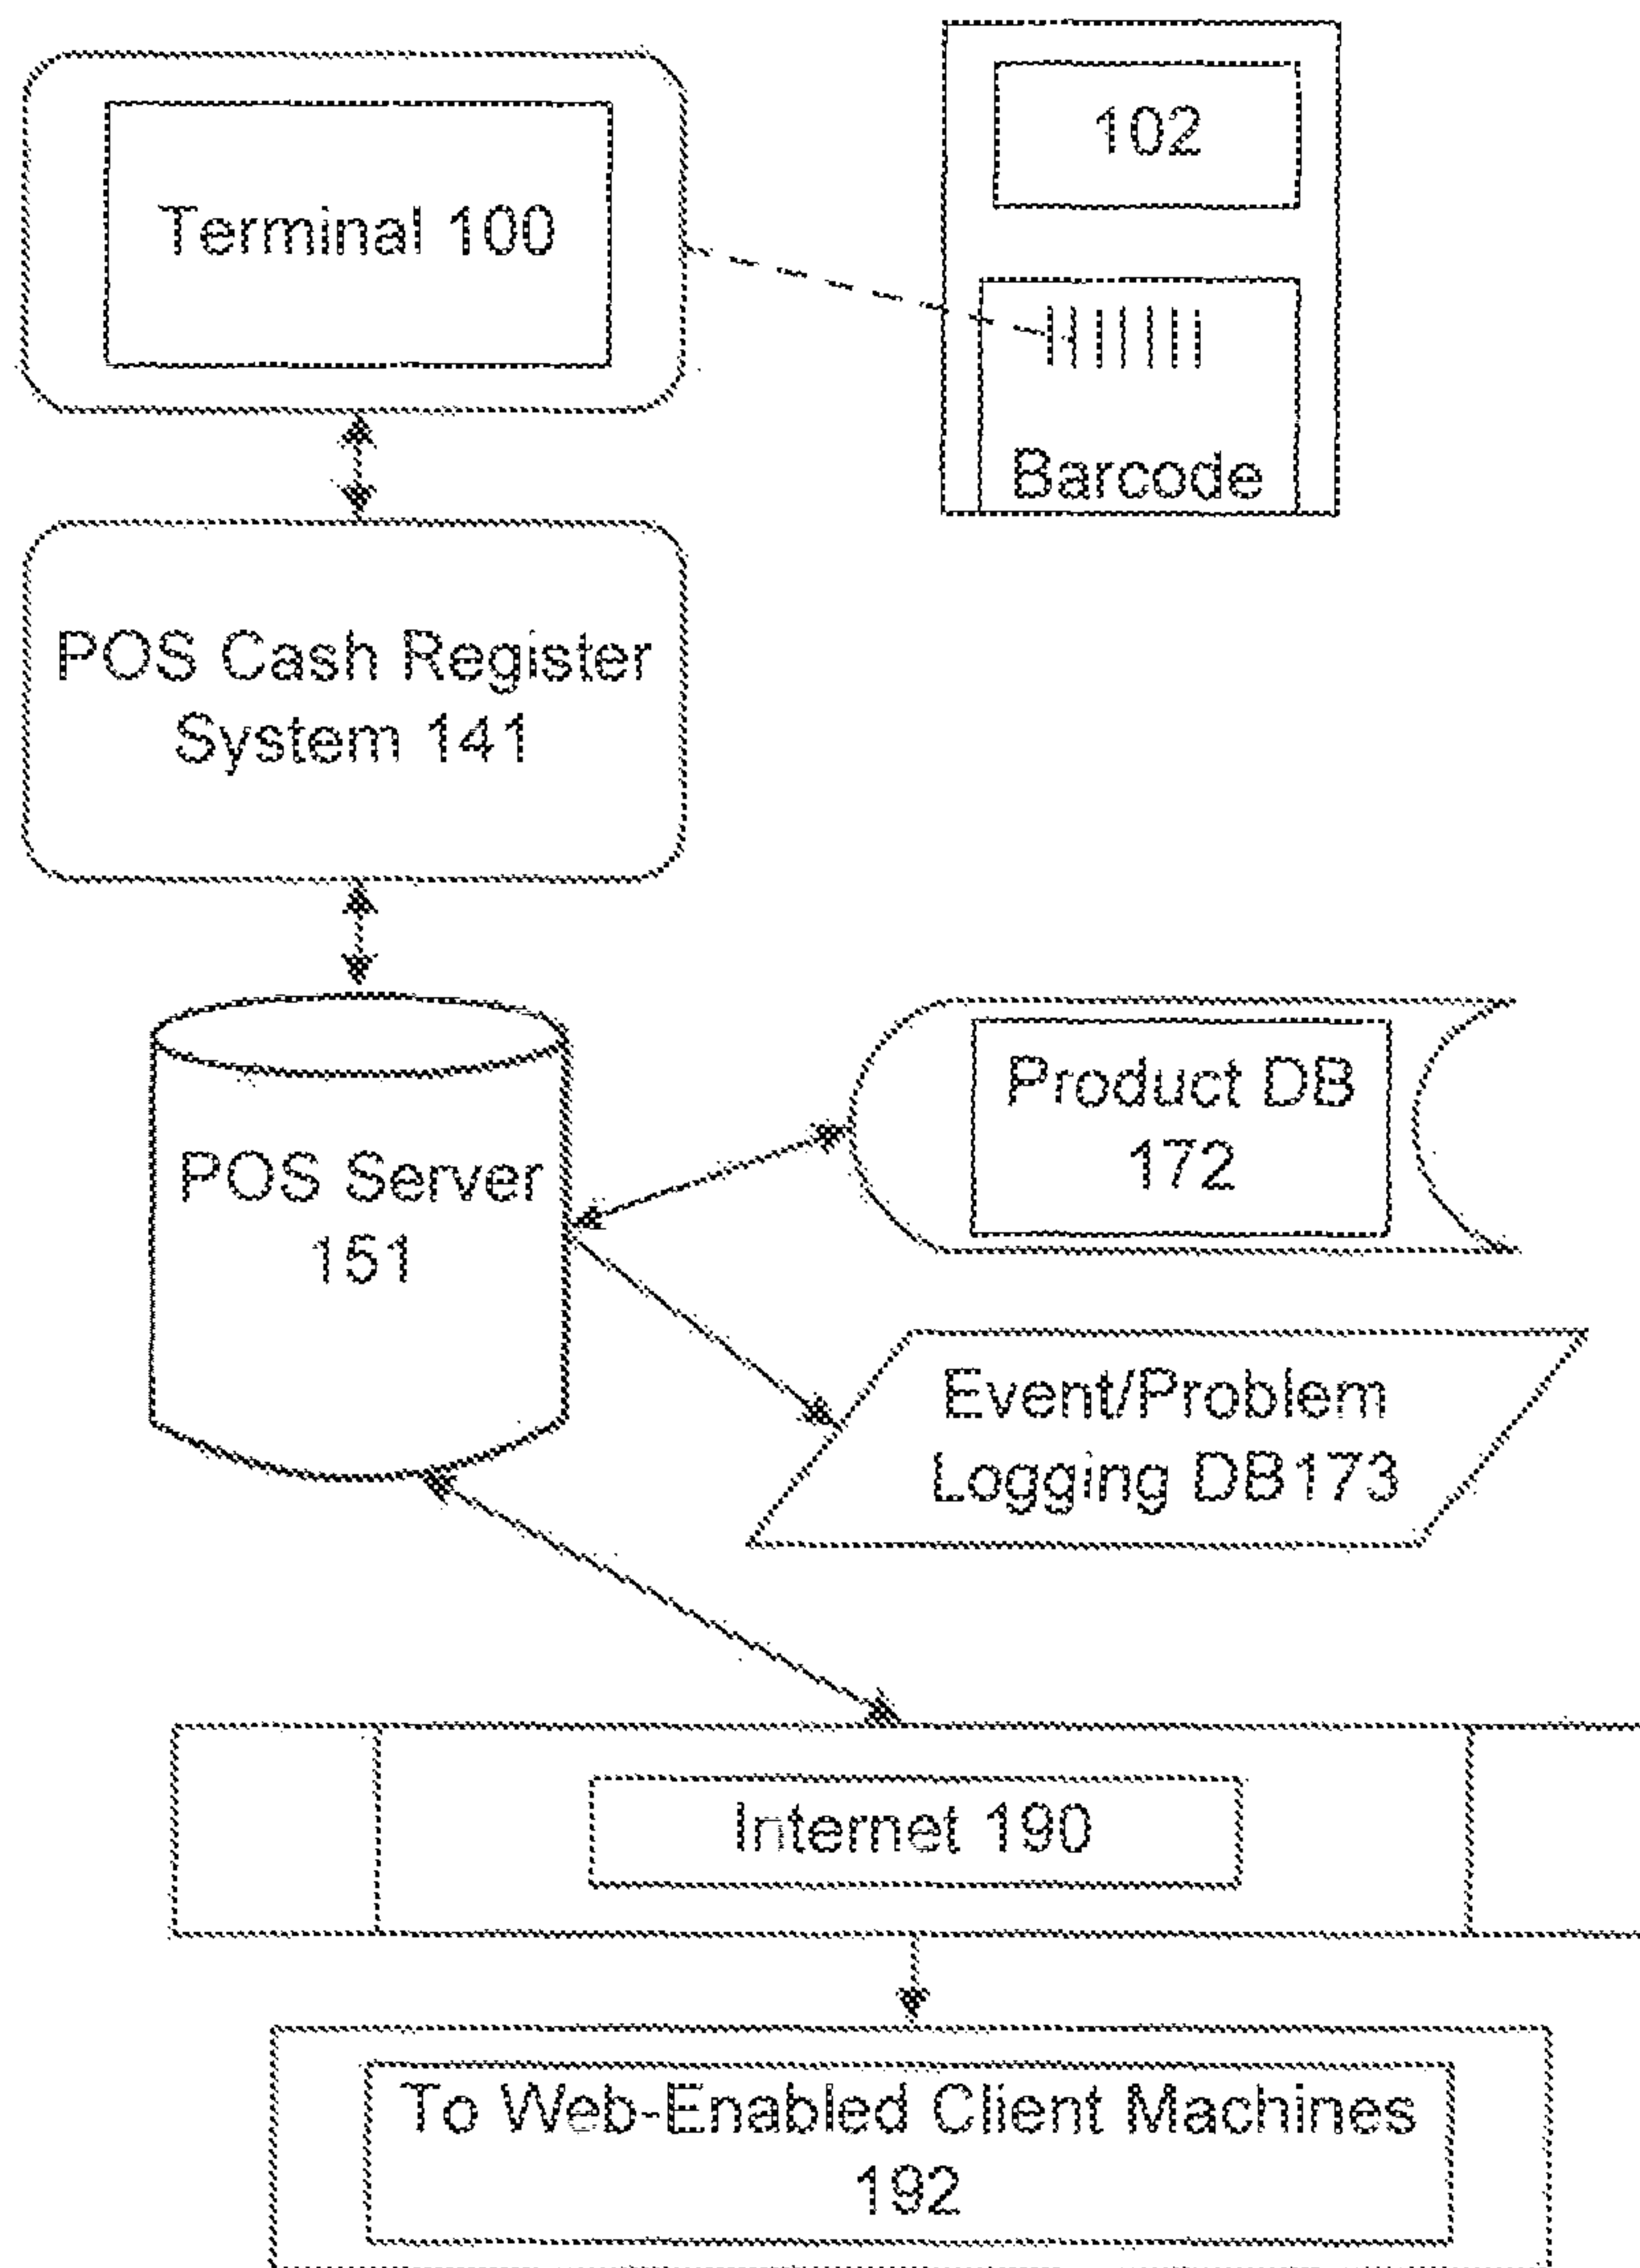 Terminal 100
102
Barcode
POS Cash Register
System 141
POS Server
151
Product DB
172
Event/Problem
Logging DB173
Internet 190
To Web-Enabled Client Machines
192